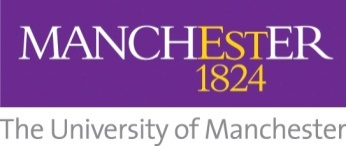 MANCHESTER
1824
The University of Manchester